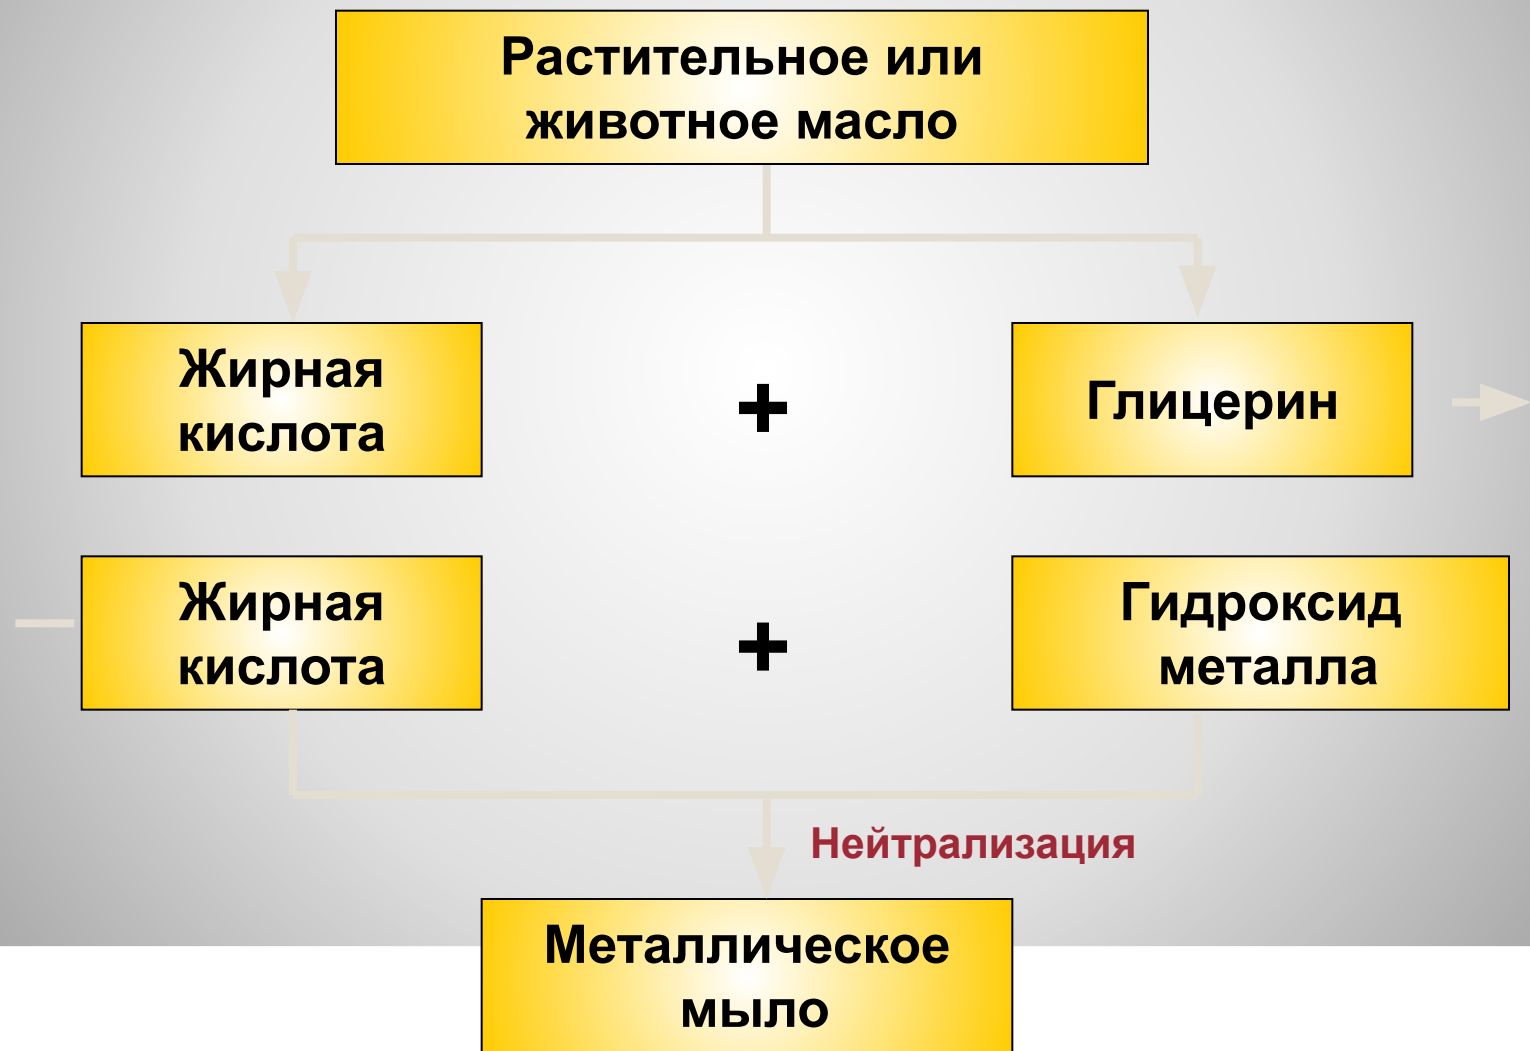 Растительное или
животное масло
Жирная
кислота
+
Глицерин
Жирная
кислота
+
Гидроксид
металла
Нейтрализация
Металлическое
мыло